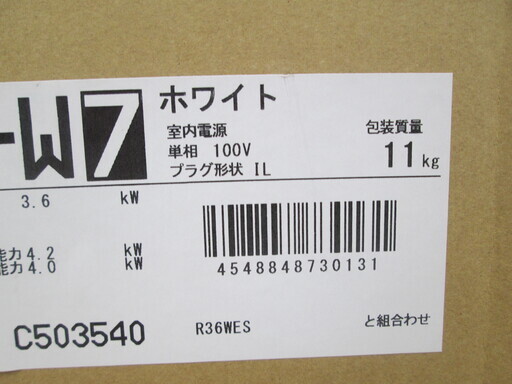 -W7 ホワイト
室内電源
単相 100V
プラグ形状 IL
包装質量
11kg
3.6 kW
能力4.2 kW
能力4.0 kW
4548848730131
C503540
R36WES
と組合わせ